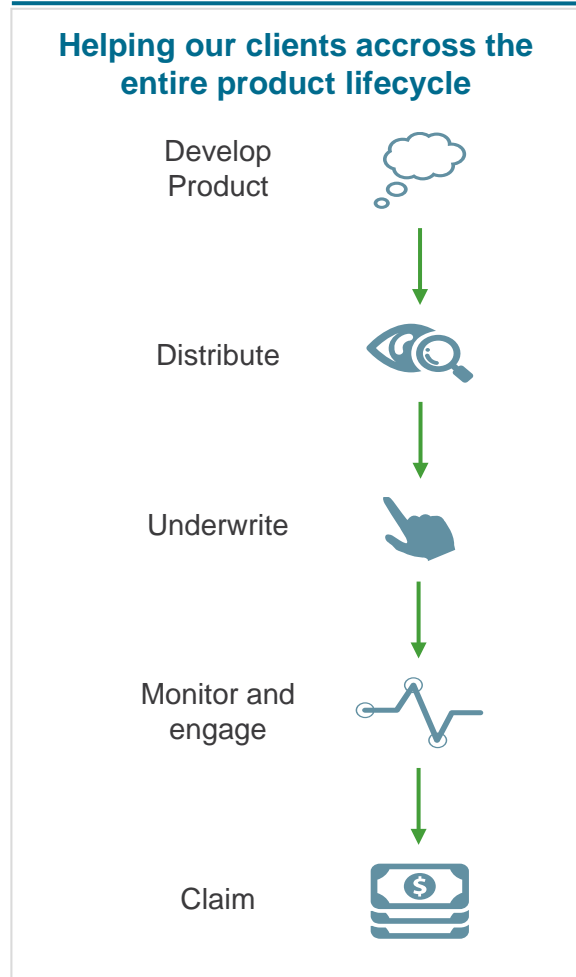 Helping our clients accross the
entire product lifecycle
Develop
Product
Distribute
Underwrite
Monitor and
engage
$
Claim